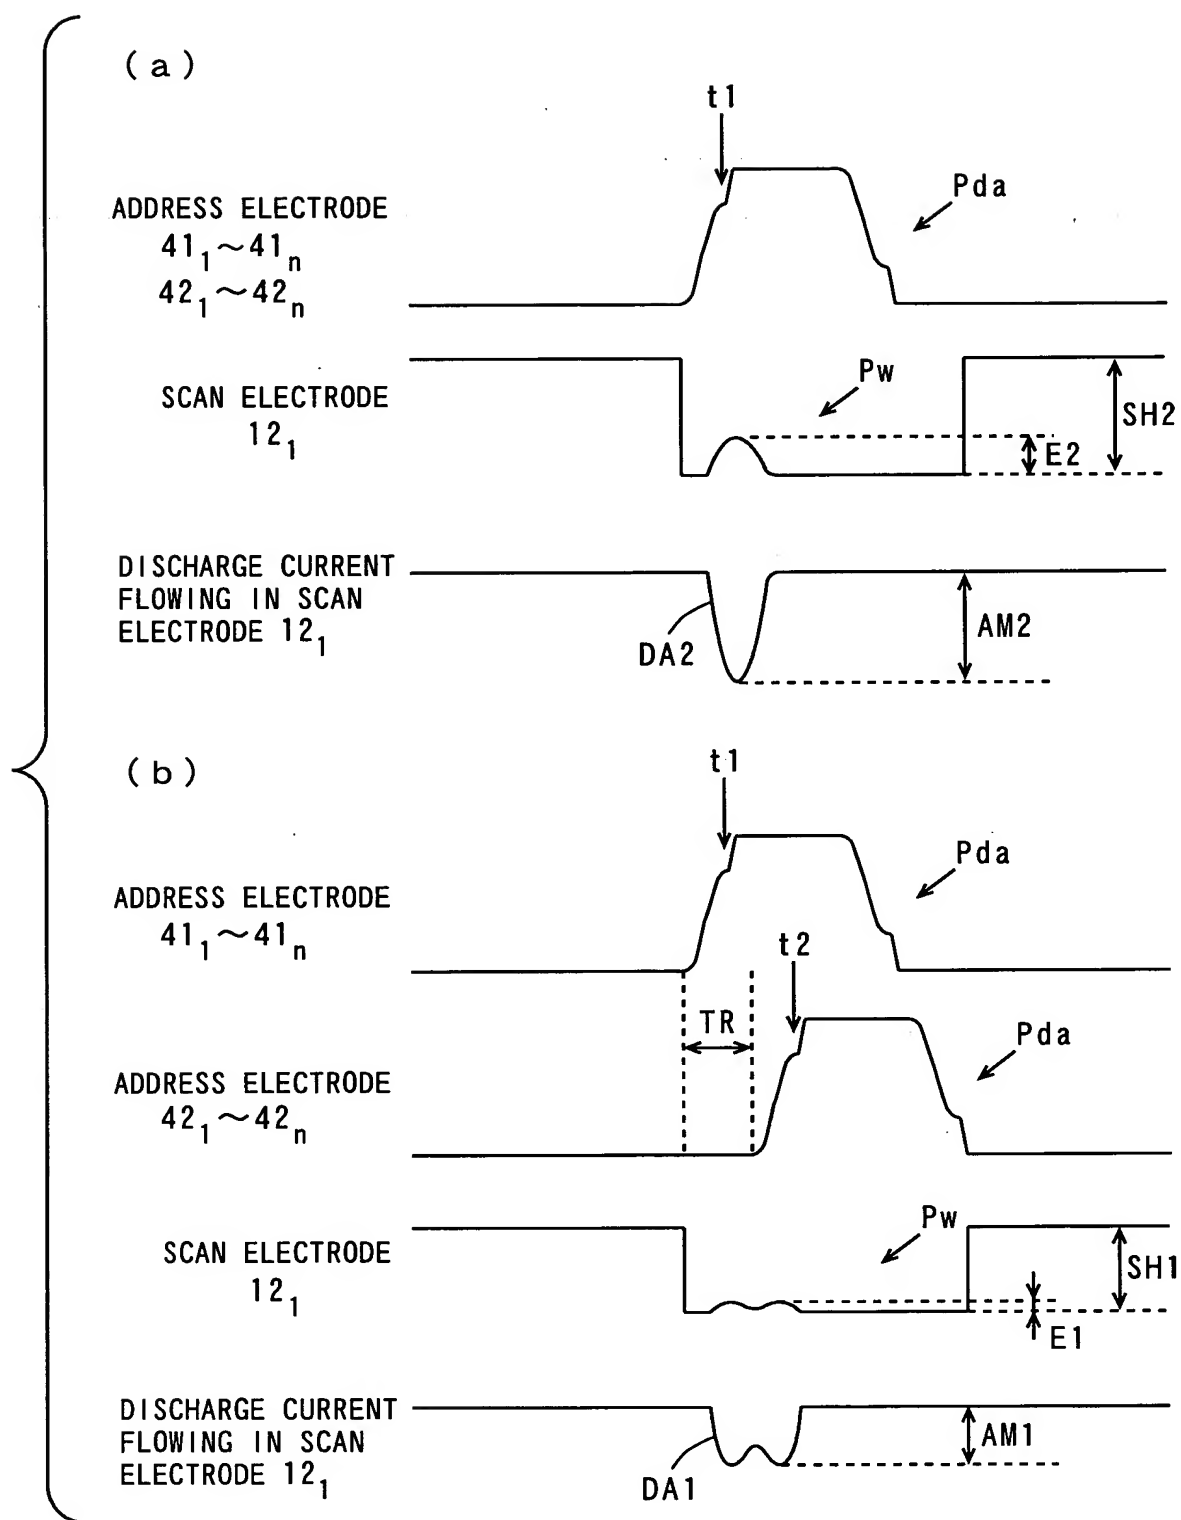 (a)
t1
Pda
ADDRESS ELECTRODE
41₁~41ₙ
42₁~42ₙ
Pw
SCAN ELECTRODE
12₁
SH2
E2
DISCHARGE CURRENT
FLOWING IN SCAN
ELECTRODE 12₁
DA2
AM2
(b)
t1
Pda
ADDRESS ELECTRODE
41₁~41ₙ
t2
TR
Pda
ADDRESS ELECTRODE
42₁~42ₙ
Pw
SCAN ELECTRODE
12₁
SH1
E1
DISCHARGE CURRENT
FLOWING IN SCAN
ELECTRODE 12₁
DA1
AM1